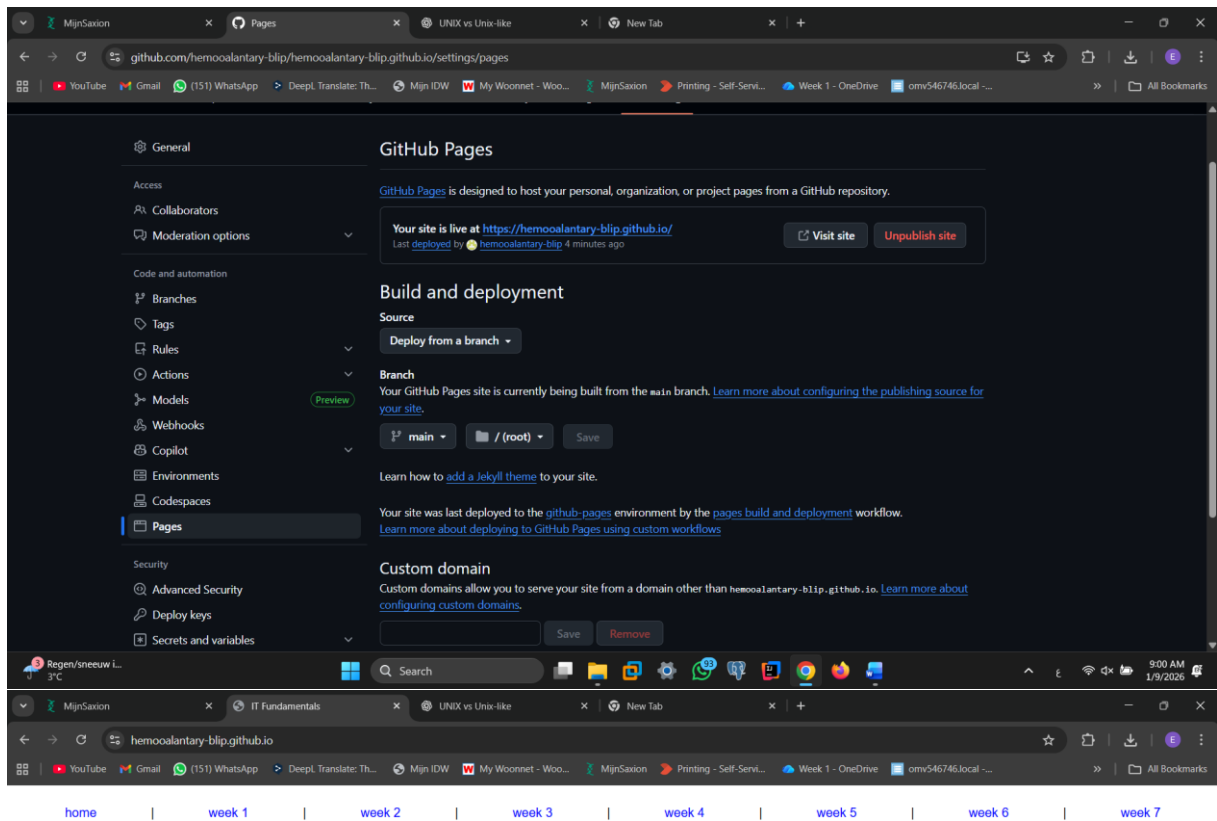 MijnSaxion
Pages
UNIX vs Unix-like
New Tab
github.com/hemooalantary-blip/hemooalantary-blip.github.io/settings/pages
E
YouTube
Gmail
(151) WhatsApp
DeepL Translate: Th...
Mijn IDW
My Woonnet - Woo...
MijnSaxion
Printing - Self-Servi...
Week 1 - OneDrive
omv546746.local -...
»
All Bookmarks
General
Access
Collaborators
Moderation options
Code and automation
Branches
Tags
Rules
Actions
Models
Preview
Webhooks
Copilot
Environments
Codespaces
Pages
Security
Advanced Security
Deploy keys
Secrets and variables
GitHub Pages
GitHub Pages is designed to host your personal, organization, or project pages from a GitHub repository.
Your site is live at https://hemooalantary-blip.github.io/
Last deployed by hemooalantary-blip 4 minutes ago
Visit site
Unpublish site
Build and deployment
Source
Deploy from a branch
Branch
Your GitHub Pages site is currently being built from the main branch. Learn more about configuring the publishing source for
your site.
main
/ (root)
Save
Learn how to add a Jekyll theme to your site.
Your site was last deployed to the github-pages environment by the pages build and deployment workflow.
Learn more about deploying to GitHub Pages using custom workflows
Custom domain
Custom domains allow you to serve your site from a domain other than hemooalantary-blip.github.io. Learn more about
configuring custom domains.
Save
Remove
3
Regen/sneeuw i...
3°C
Search
93
ع
9:00 AM
1/9/2026
MijnSaxion
IT Fundamentals
UNIX vs Unix-like
New Tab
hemooalantary-blip.github.io
E
YouTube
Gmail
(151) WhatsApp
DeepL Translate: Th...
Mijn IDW
My Woonnet - Woo...
MijnSaxion
Printing - Self-Servi...
Week 1 - OneDrive
omv546746.local -...
»
All Bookmarks
home | week 1 | week 2 | week 3 | week 4 | week 5 | week 6 | week 7